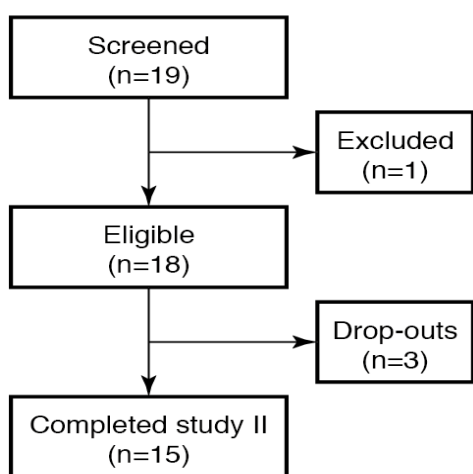 Screened
(n=19)
Excluded
(n=1)
Eligible
(n=18)
Drop-outs
(n=3)
Completed study II
(n=15)